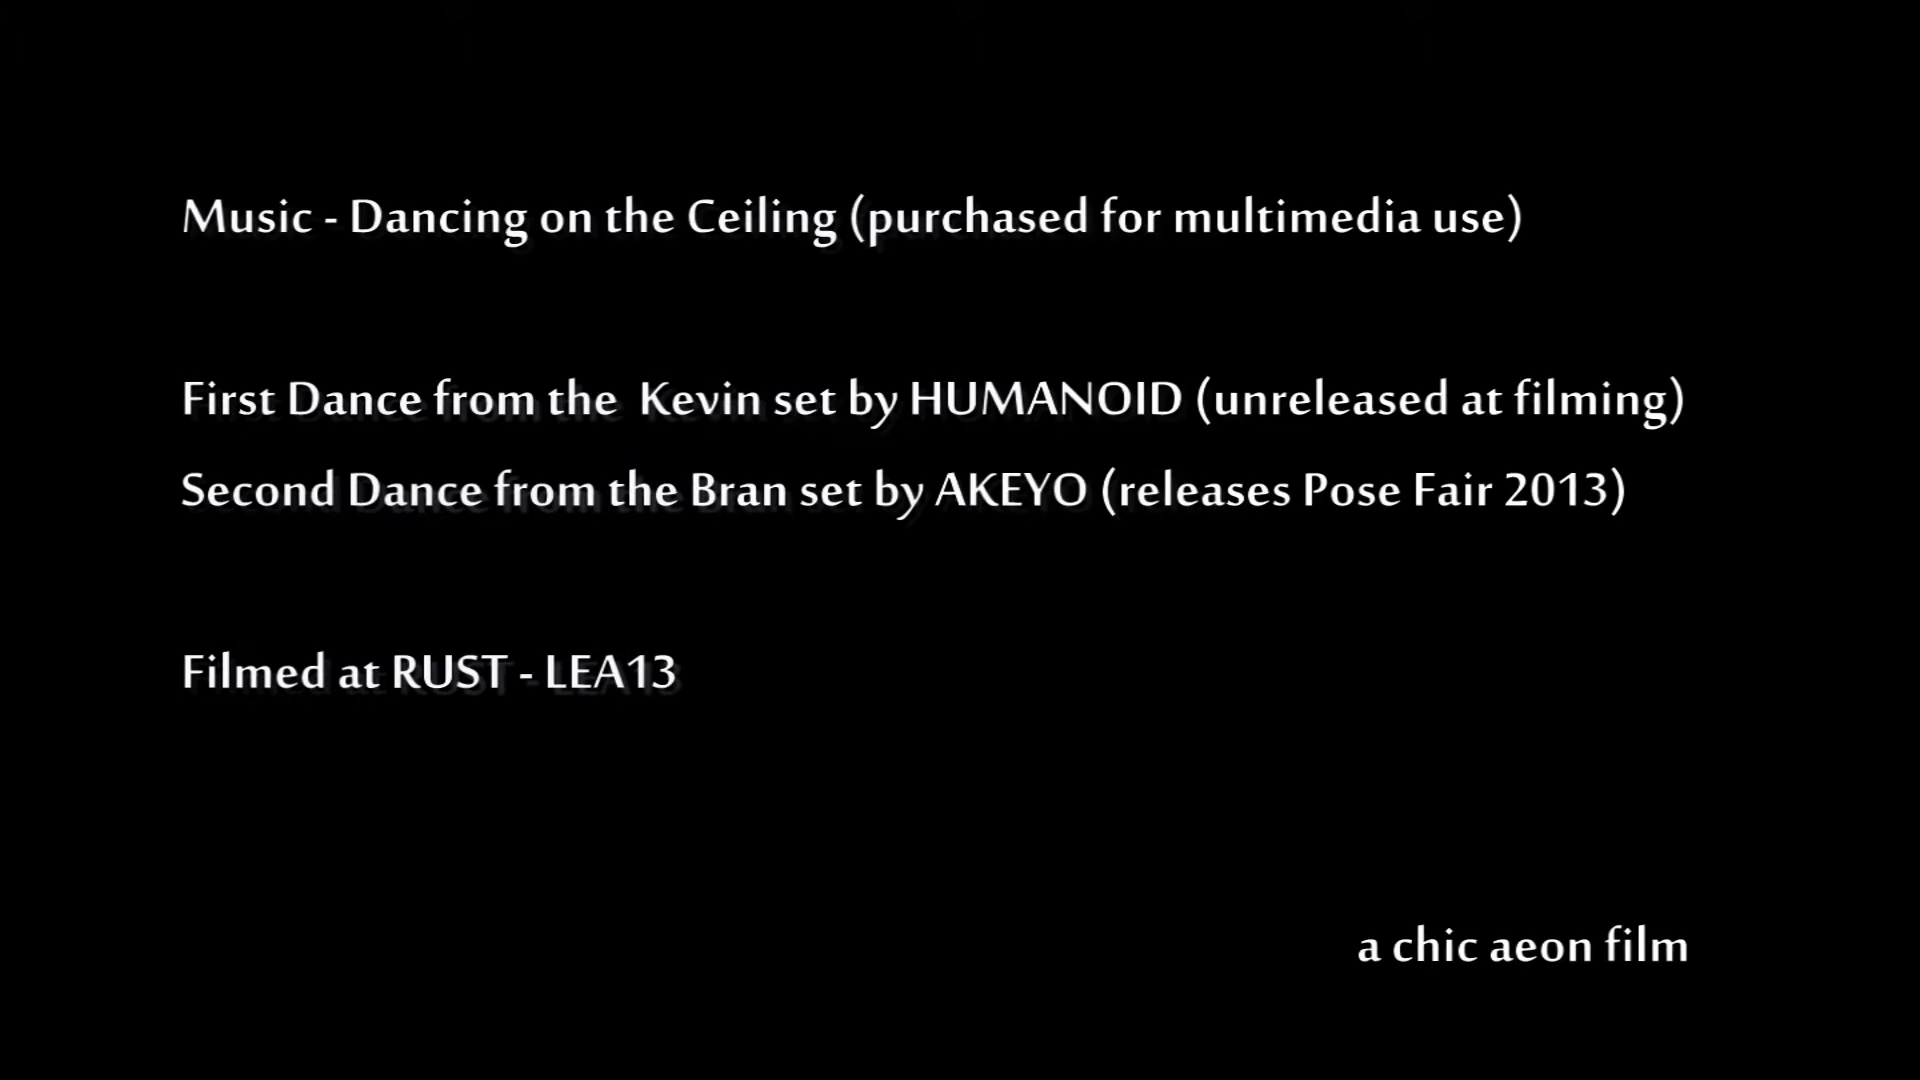 Music - Dancing on the Ceiling (purchased for multimedia use)
First Dance from the  Kevin set by HUMANOID (unreleased at filming)
Second Dance from the Bran set by AKEYO (releases Pose Fair 2013)
Filmed at RUST - LEA13
a chic aeon film